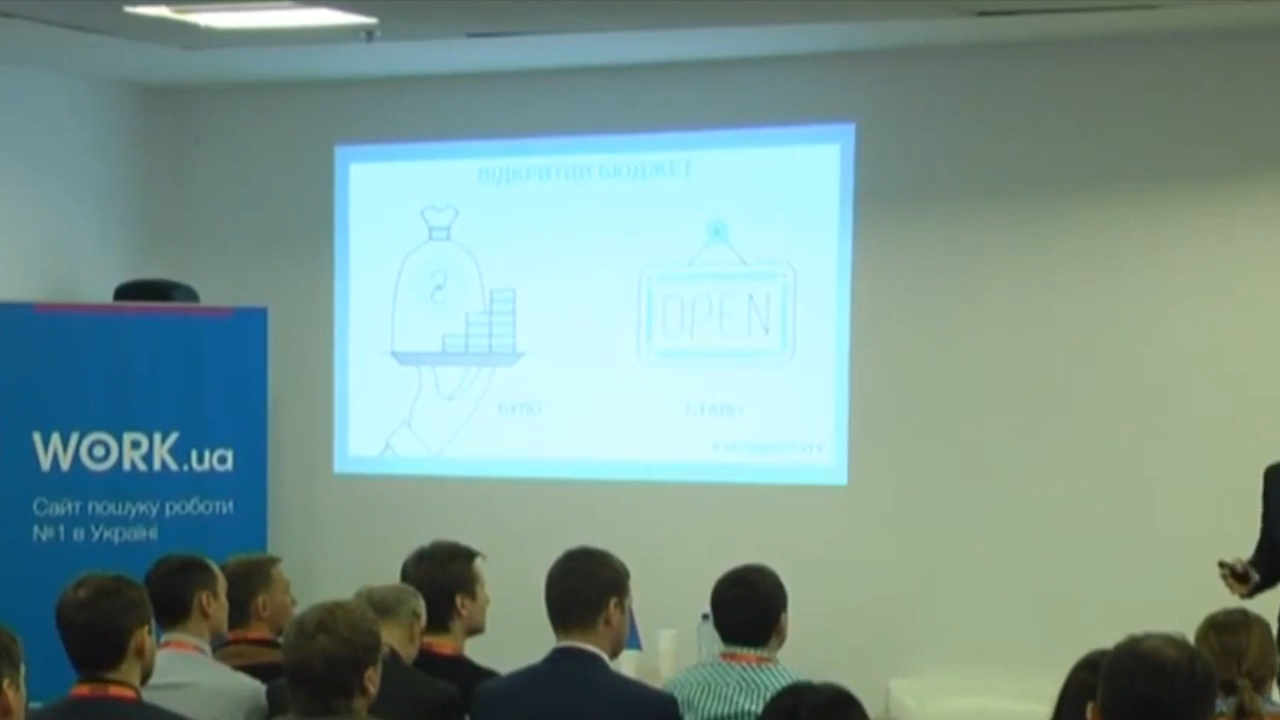 ВІДКРИТИЙ БЮДЖЕТ
OPEN
БУЛО
СТАЛО
WORK.ua
Сайт пошуку роботи
№1 в Україні